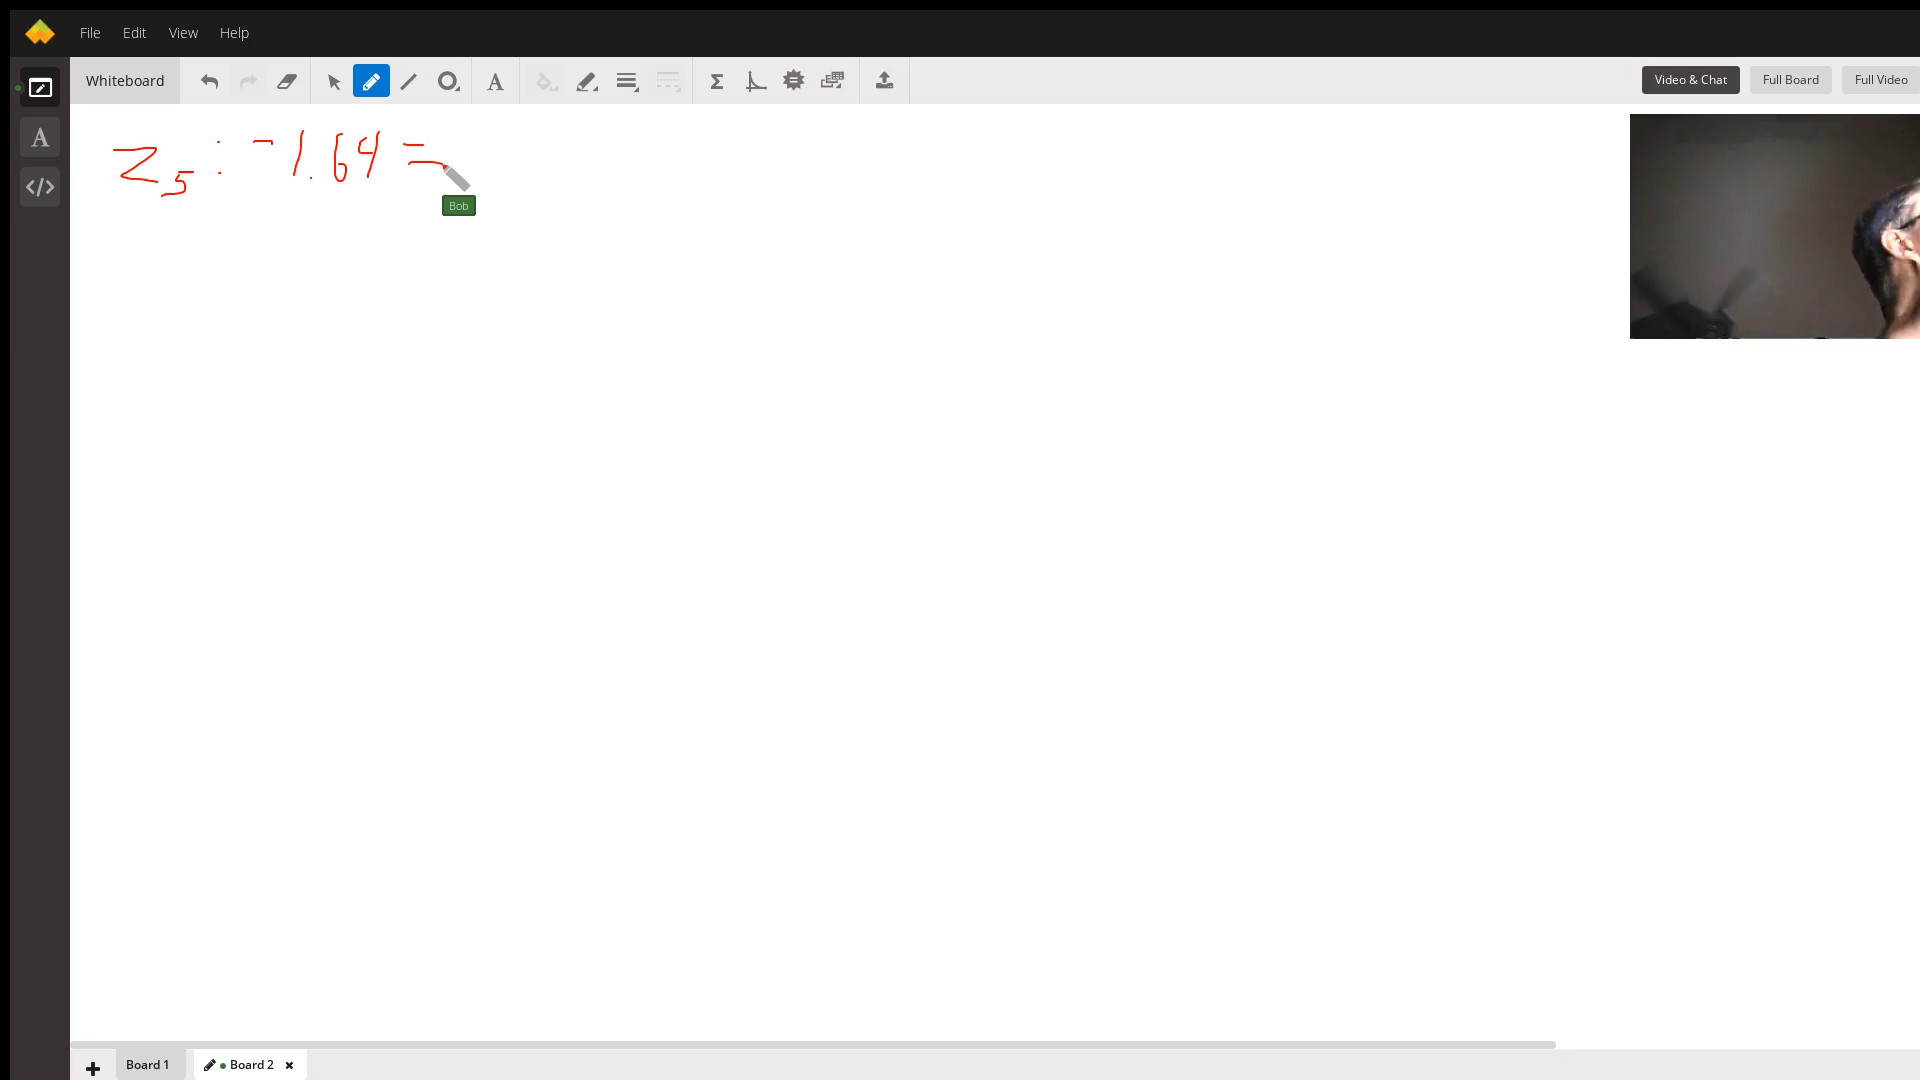 File Edit View Help
Whiteboard A Σ Video & Chat Full Board Full Video
A
</>
Z5 : -1.64 =
Bob
+ Board 1 Board 2 ×